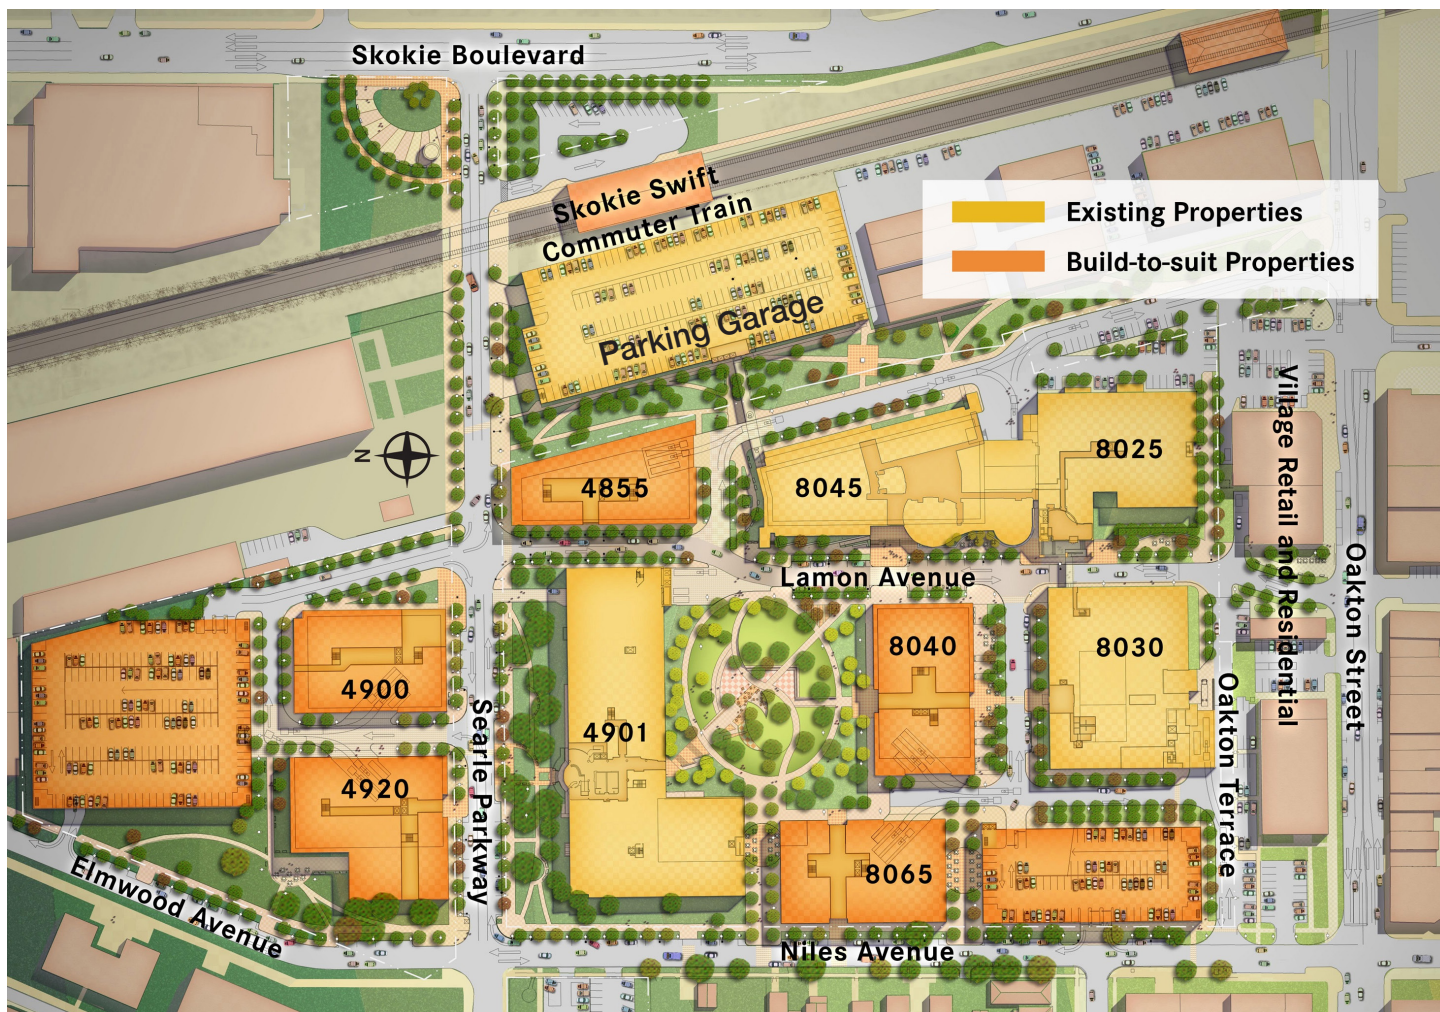 Skokie Boulevard
Skokie Swift
Commuter Train
Existing Properties
Build-to-suit Properties
Parking Garage
N
4855
8045
8025
Village Retail and Residential
Oakton Street
Lamon Avenue
4900
4901
8040
8030
4920
Searle Parkway
Oakton Terrace
8065
Elmwood Avenue
Niles Avenue